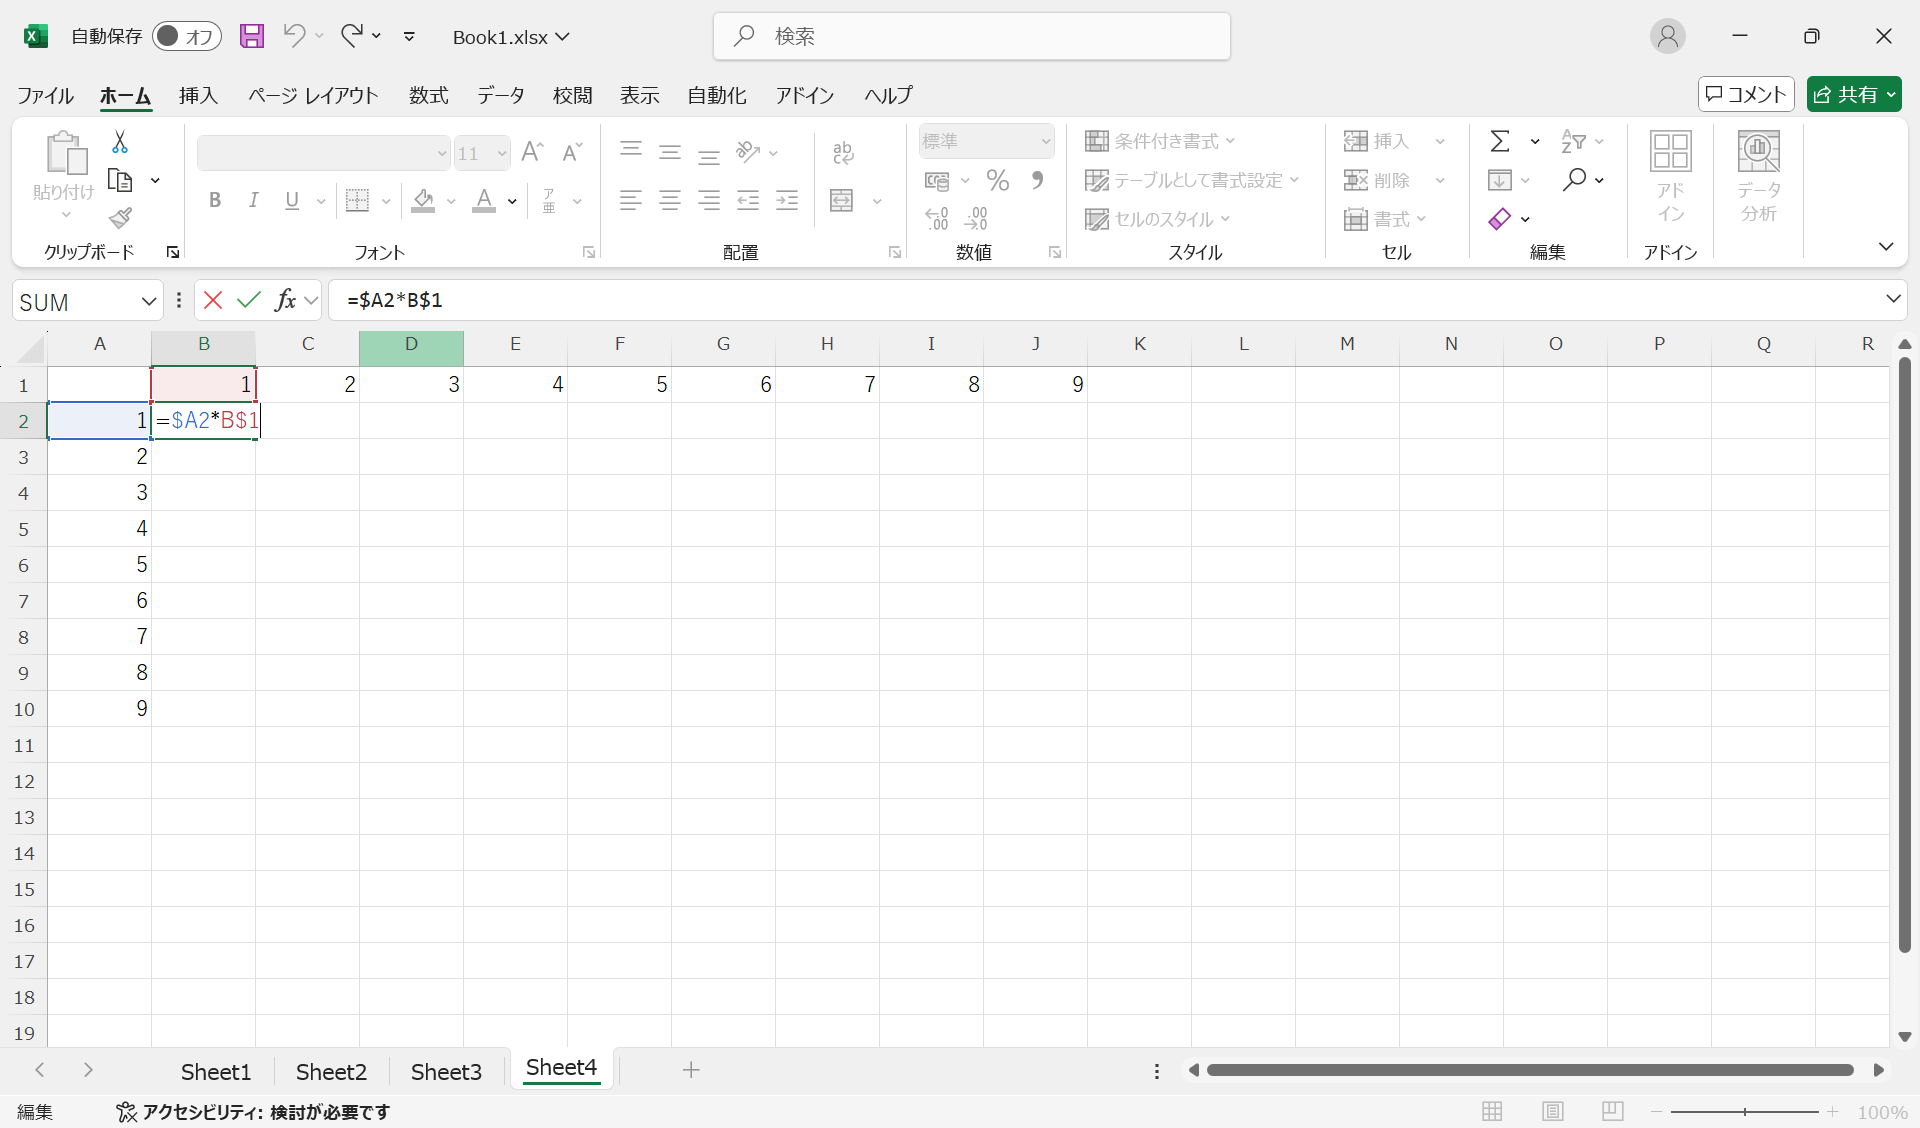 自動保存 オフ Book1.xlsx 検索
ファイル ホーム 挿入 ページ レイアウト 数式 データ 校閲 表示 自動化 アドイン ヘルプ コメント 共有
貼り付け
クリップボード
11
B I U A ア亜
フォント
ab
配置
標準
% 
数値
条件付き書式
テーブルとして書式設定
セルのスタイル
スタイル
挿入
削除
書式
セル
編集
アド
イン
アドイン
データ
分析
SUM fx =$A2*B$1
A B C D E F G H I J K L M N O P Q R
1 1 2 3 4 5 6 7 8 9
2 1 =$A2*B$1
3 2
4 3
5 4
6 5
7 6
8 7
9 8
10 9
11
12
13
14
15
16
17
18
19
Sheet1 Sheet2 Sheet3 Sheet4
編集 アクセシビリティ: 検討が必要です 100%